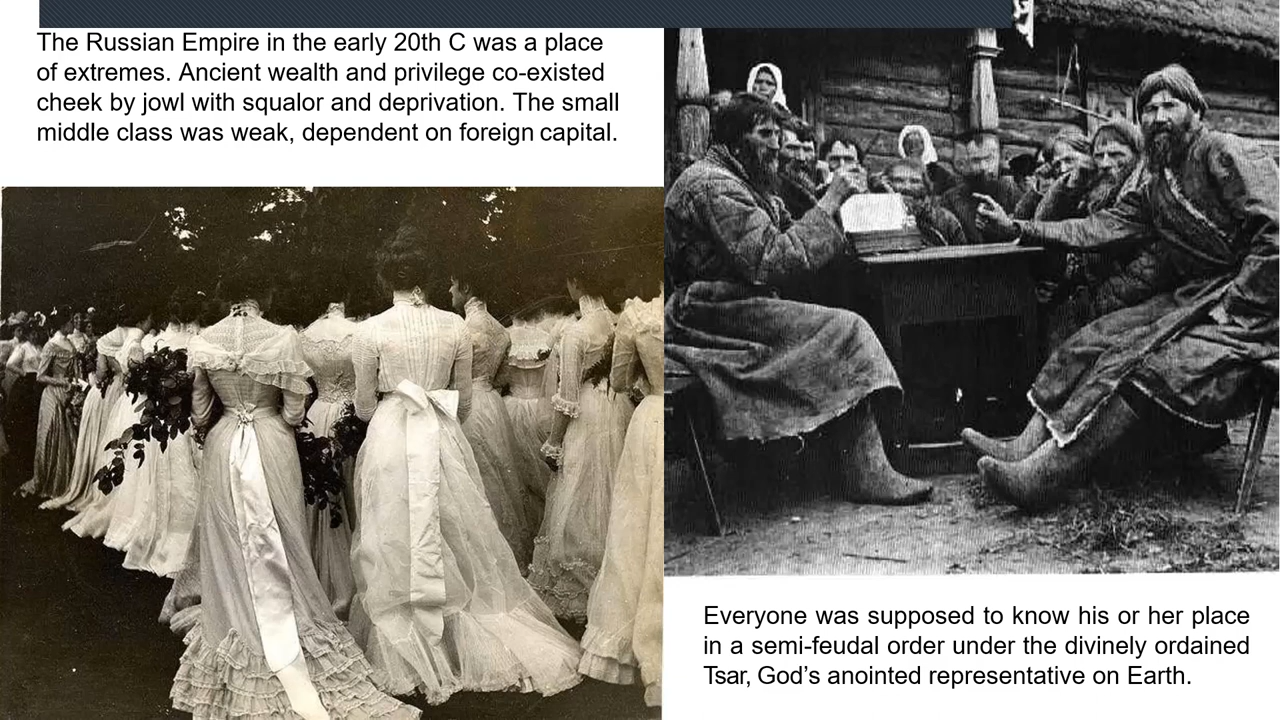 The Russian Empire in the early 20th C was a place
of extremes. Ancient wealth and privilege co-existed
cheek by jowl with squalor and deprivation. The small
middle class was weak, dependent on foreign capital.
Everyone was supposed to know his or her place
in a semi-feudal order under the divinely ordained
Tsar, God’s anointed representative on Earth.